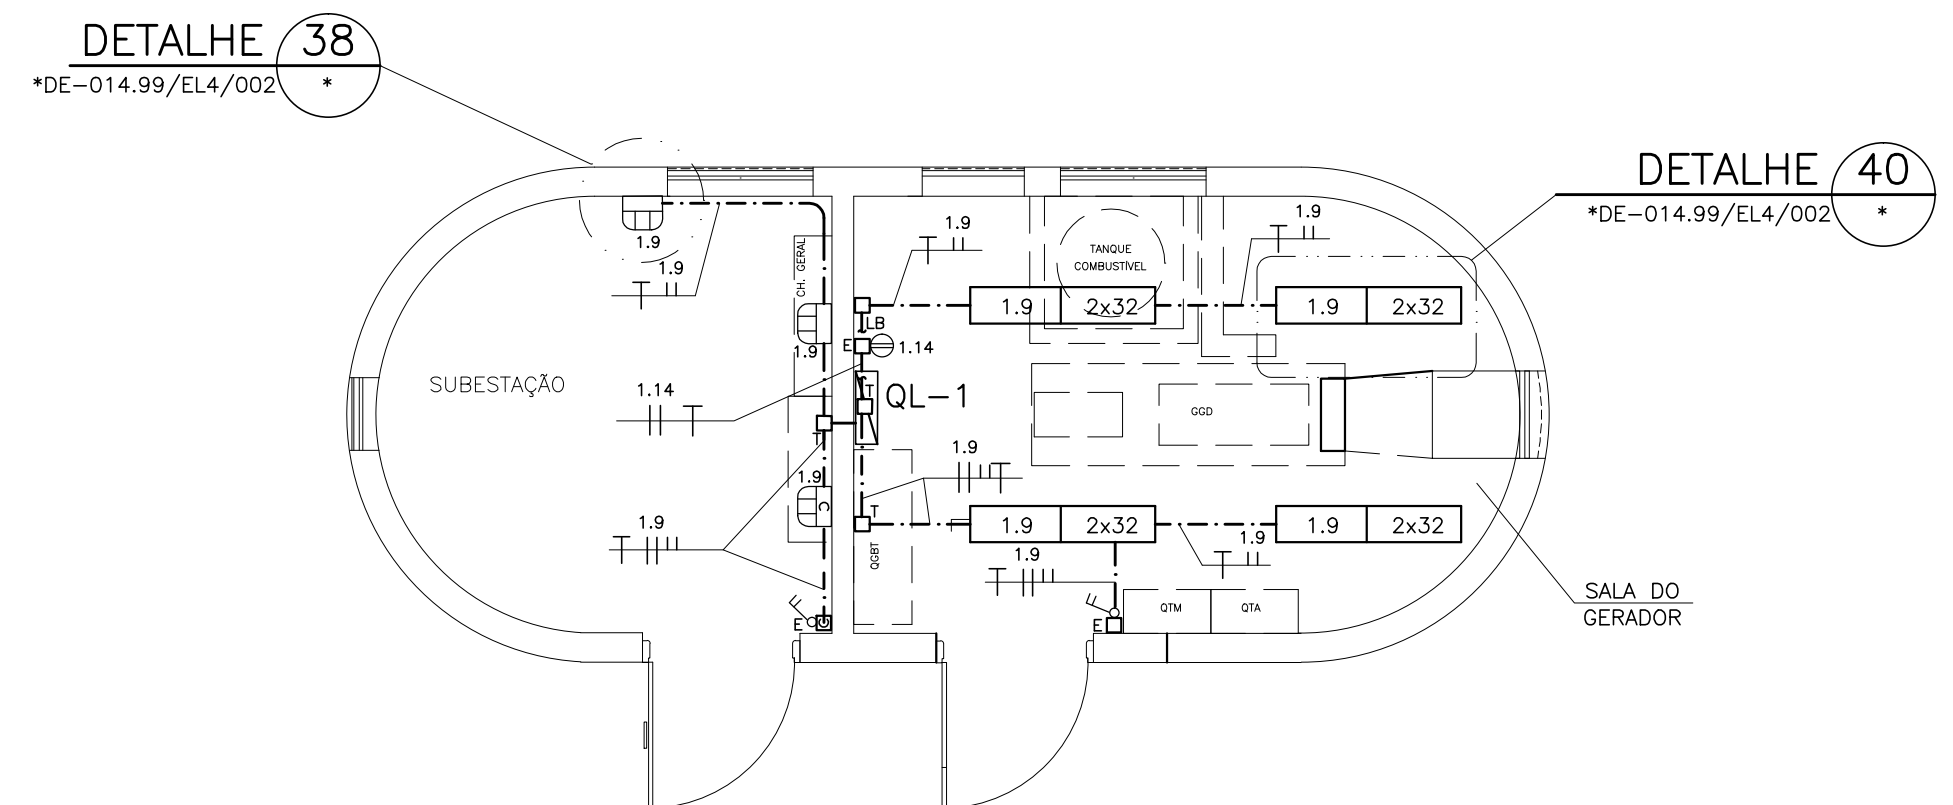 DETALHE 38
*DE-014.99/EL4/002 *
DETALHE 40
*DE-014.99/EL4/002 *
1.9
1.9
CH. GERAL
1.9
1.9
TANQUE
COMBUSTÍVEL
1.9
1.9 2x32
1.9 2x32
LB
E
1.14
1.9
SUBESTAÇÃO
1.14
T
QL-1
GGD
T
1.9
1.9
C
T
1.9 2x32
1.9 2x32
1.9
QGBT
1.9
1.9
SALA DO
GERADOR
QTM
QTA
F
E
F
E